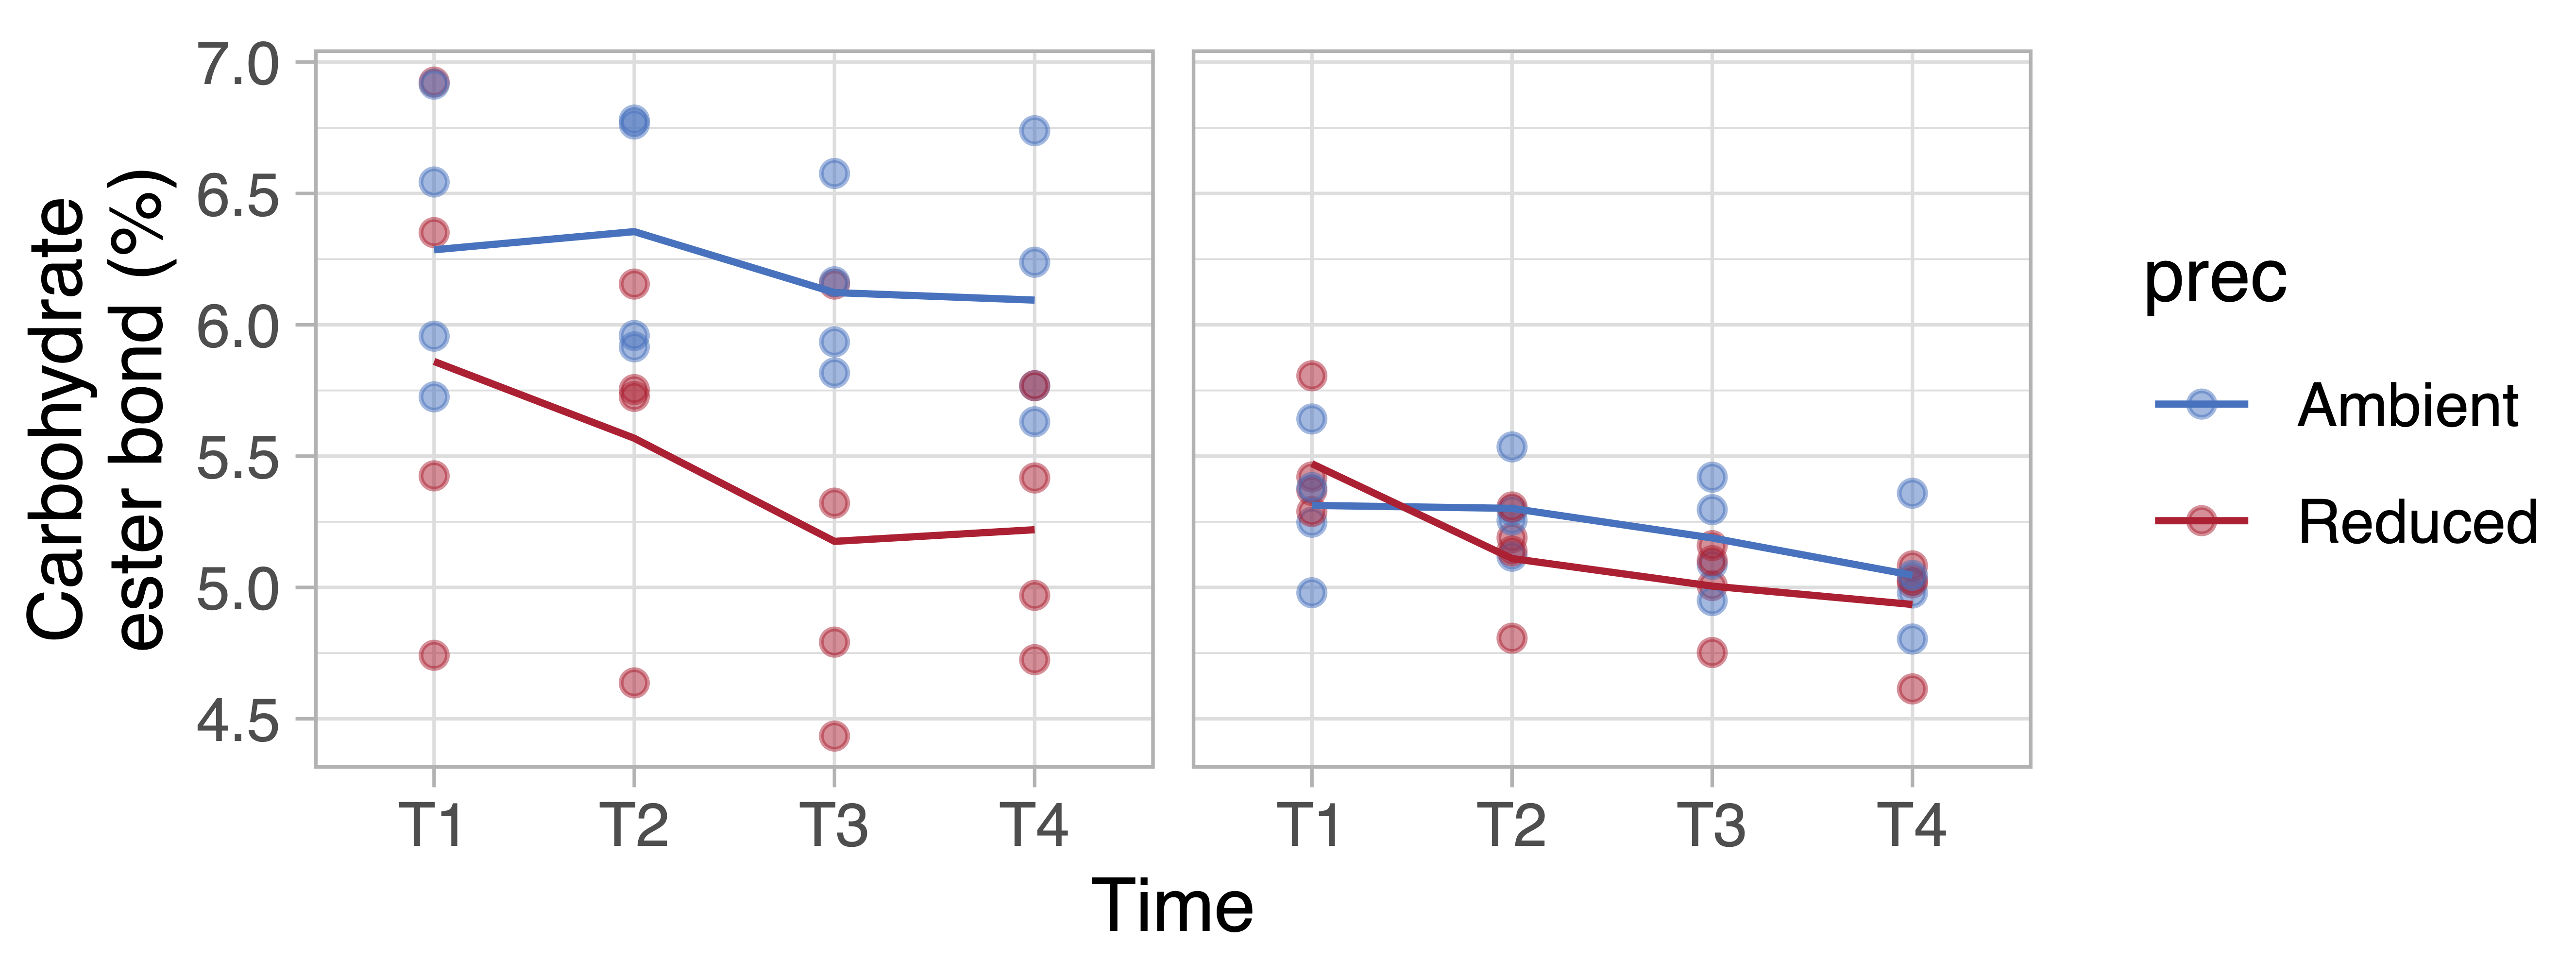 Carbohydrate
ester bond (%)
7.0
6.5
6.0
5.5
5.0
4.5
T1 T2 T3 T4
T1 T2 T3 T4
Time
prec
Ambient
Reduced